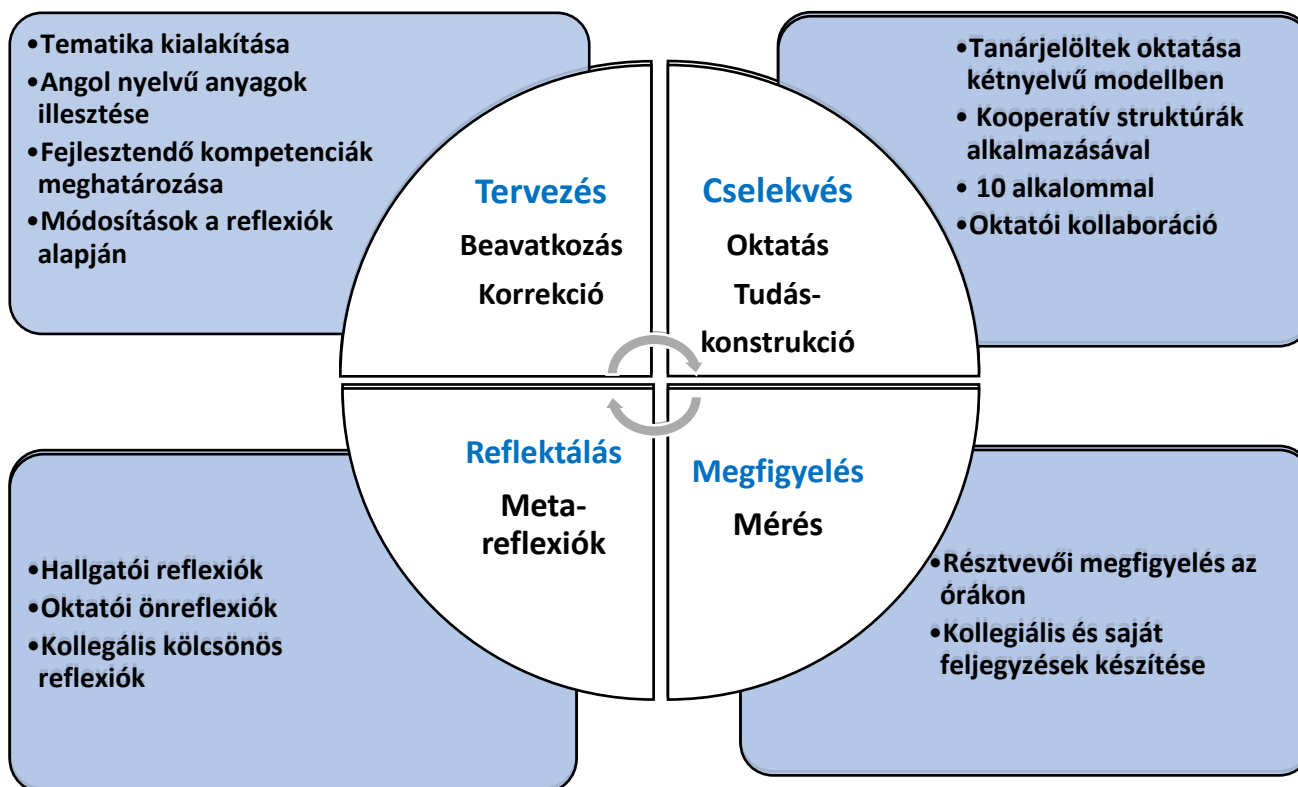 •Tematika kialakítása
•Angol nyelvű anyagok
illesztése
•Fejlesztendő kompetenciák
meghatározása
•Módosítások a reflexiók
alapján
Tervezés
Beavatkozás
Korrekció
•Tanárjelöltek oktatása
kétnyelvű modellben
• Kooperatív struktúrák
alkalmazásával
• 10 alkalommal
•Oktatói kollaboráció
Cselekvés
Oktatás
Tudás-
konstrukció
•Hallgatói reflexiók
•Oktatói önreflexiók
•Kollegális kölcsönös
reflexiók
Reflektálás
Meta-
reflexiók
Megfigyelés
Mérés
•Résztvevői megfigyelés az
órákon
•Kollegiális és saját
feljegyzések készítése